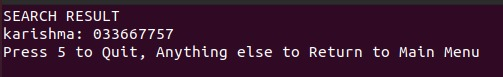 SEARCH RESULT
karishma: 033667757
Press 5 to Quit, Anything else to Return to Main Menu